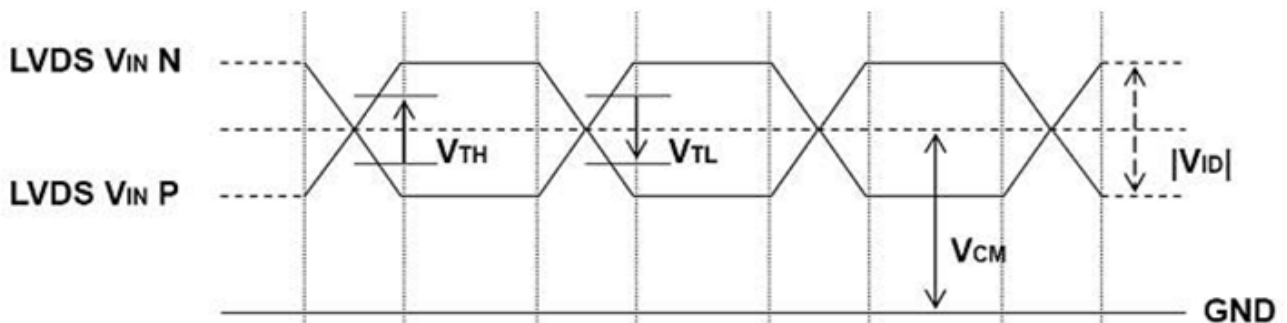 LVDS VIN N
VTH
VTL
|VID|
LVDS VIN P
VCM
GND